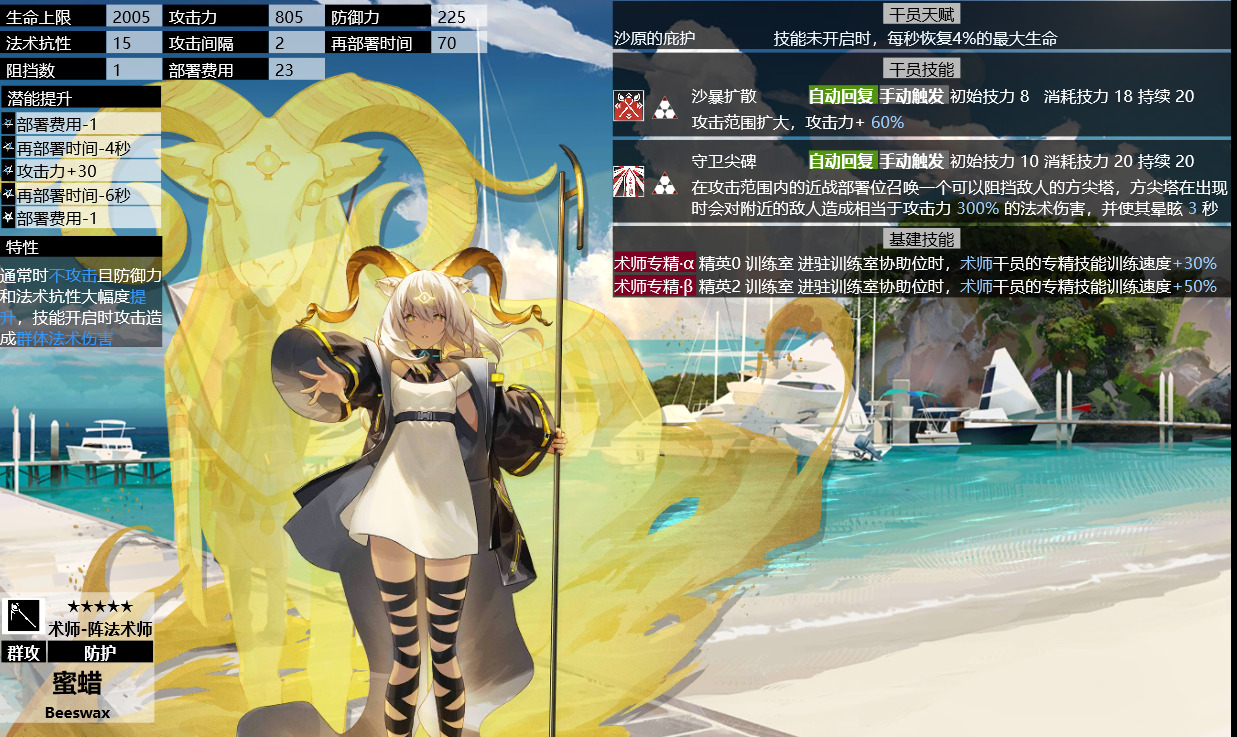 生命上限 2005 攻击力 805 防御力 225
法术抗性 15 攻击间隔 2 再部署时间 70
阻挡数 1 部署费用 23
潜能提升
部署费用-1
再部署时间-4秒
攻击力+30
再部署时间-6秒
部署费用-1
特性
通常时不攻击且防御力
和法术抗性大幅度提
升，技能开启时攻击造
成群体法术伤害
★★★★★
术师-阵法术师
群攻 防护
蜜蜡
Beeswax
干员天赋
沙原的庇护 技能未开启时，每秒恢复4%的最大生命
干员技能
沙暴扩散 自动回复 手动触发 初始技力 8 消耗技力 18 持续 20
攻击范围扩大，攻击力+ 60%
守卫尖碑 自动回复 手动触发 初始技力 10 消耗技力 20 持续 20
在攻击范围内的近战部署位召唤一个可以阻挡敌人的方尖塔，方尖塔在出现
时会对附近的敌人造成相当于攻击力 300% 的法术伤害，并使其晕眩 3 秒
基建技能
术师专精·α 精英0 训练室 进驻训练室协助位时，术师干员的专精技能训练速度+30%
术师专精·β 精英2 训练室 进驻训练室协助位时，术师干员的专精技能训练速度+50%